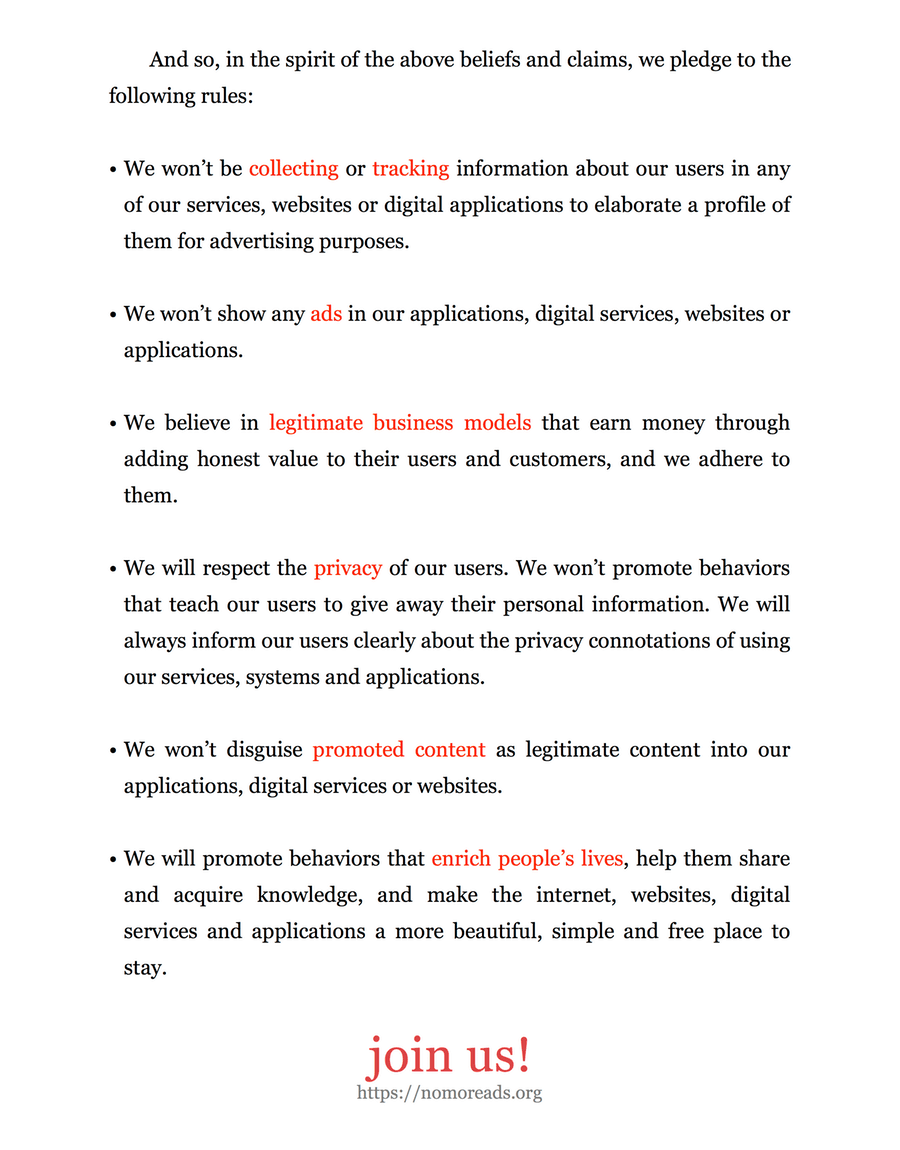 And so, in the spirit of the above beliefs and claims, we pledge to the
following rules:
• We won’t be collecting or tracking information about our users in any
of our services, websites or digital applications to elaborate a profile of
them for advertising purposes.
• We won’t show any ads in our applications, digital services, websites or
applications.
• We believe in legitimate business models that earn money through
adding honest value to their users and customers, and we adhere to
them.
• We will respect the privacy of our users. We won’t promote behaviors
that teach our users to give away their personal information. We will
always inform our users clearly about the privacy connotations of using
our services, systems and applications.
• We won’t disguise promoted content as legitimate content into our
applications, digital services or websites.
• We will promote behaviors that enrich people’s lives, help them share
and acquire knowledge, and make the internet, websites, digital
services and applications a more beautiful, simple and free place to
stay.
join us!
https://nomoreads.org